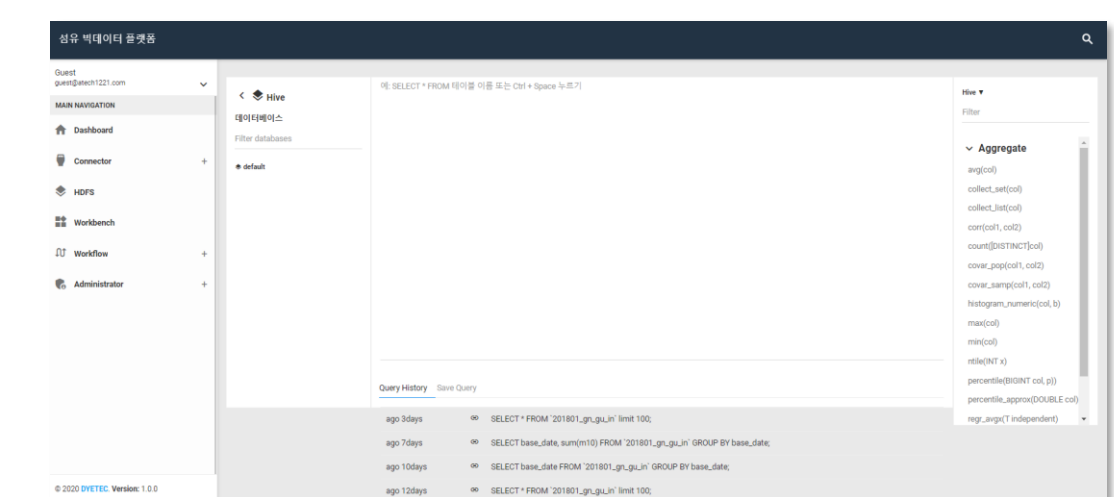 섬유 빅데이터 플랫폼
Guest
guest@atech1221.com
MAIN NAVIGATION
Dashboard
Connector +
HDFS
Workbench
Workflow +
Administrator +
© 2020 DYETEC. Version: 1.0.0
Hive
데이터베이스
Filter databases
default
예: SELECT * FROM 테이블 이름 또는 Ctrl + Space 누르기
Query History Save Query
ago 3days SELECT * FROM `201801_gn_gu_in` limit 100;
ago 7days SELECT base_date, sum(m10) FROM `201801_gn_gu_in` GROUP BY base_date;
ago 10days SELECT base_date FROM `201801_gn_gu_in` GROUP BY base_date;
ago 12days SELECT * FROM `201801_gn_gu_in` limit 100;
Hive ▼
Filter
Aggregate
avg(col)
collect_set(col)
collect_list(col)
corr(col1, col2)
count([DISTINCT]col)
covar_pop(col1, col2)
covar_samp(col1, col2)
histogram_numeric(col, b)
max(col)
min(col)
ntile(INT x)
percentile(BIGINT col, p))
percentile_approx(DOUBLE col)
regr_avgx(T independent)